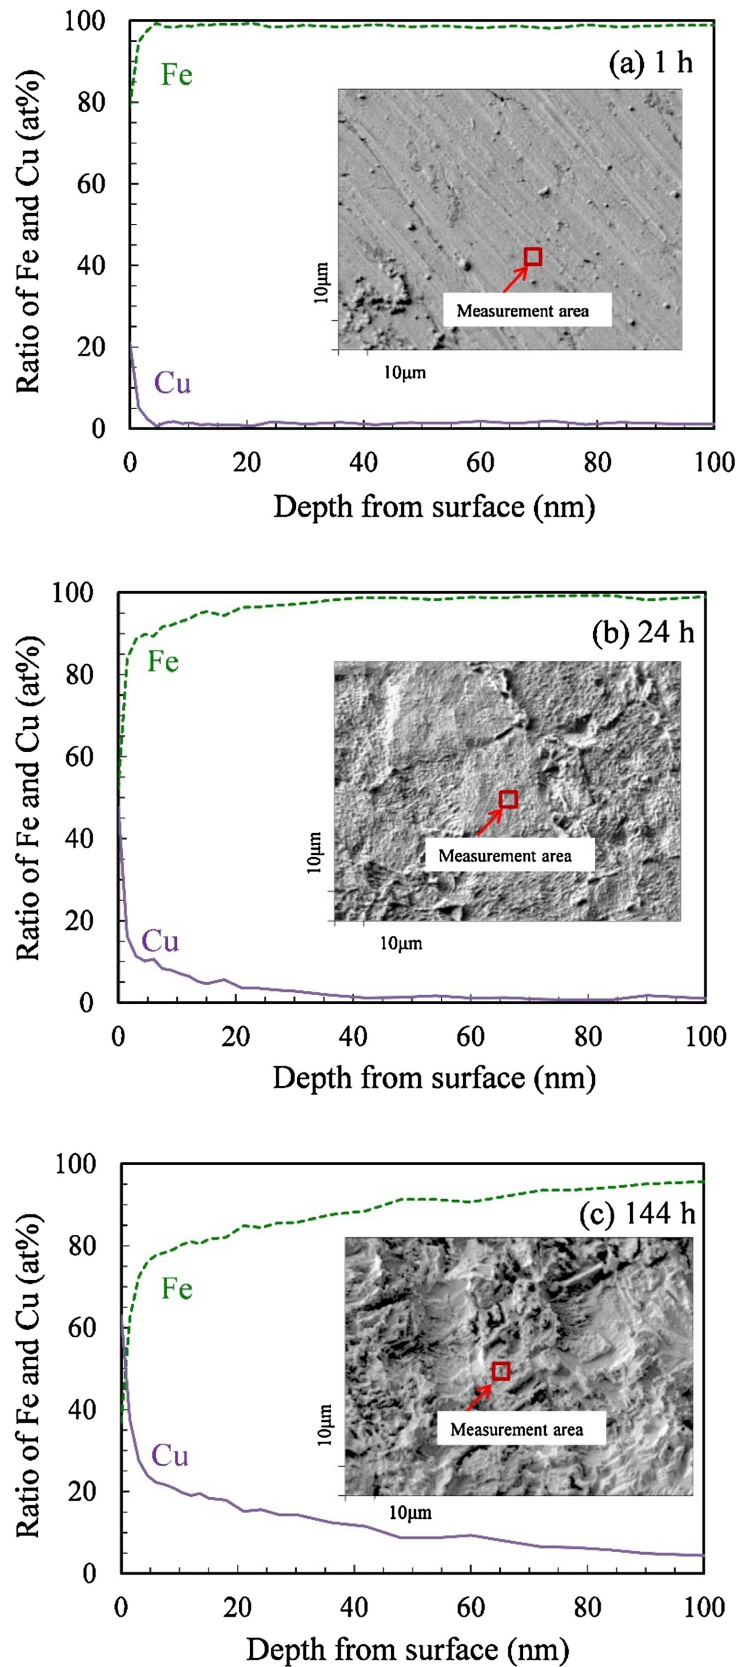 100
80
60
40
20
0
Ratio of Fe and Cu (at%)
Fe
Cu
(a) 1 h
Measurement area
10μm
10μm
0 20 40 60 80 100
Depth from surface (nm)
100
80
60
40
20
0
Ratio of Fe and Cu (at%)
Fe
Cu
(b) 24 h
Measurement area
10μm
10μm
0 20 40 60 80 100
Depth from surface (nm)
100
80
60
40
20
0
Ratio of Fe and Cu (at%)
Fe
Cu
(c) 144 h
Measurement area
10μm
10μm
0 20 40 60 80 100
Depth from surface (nm)